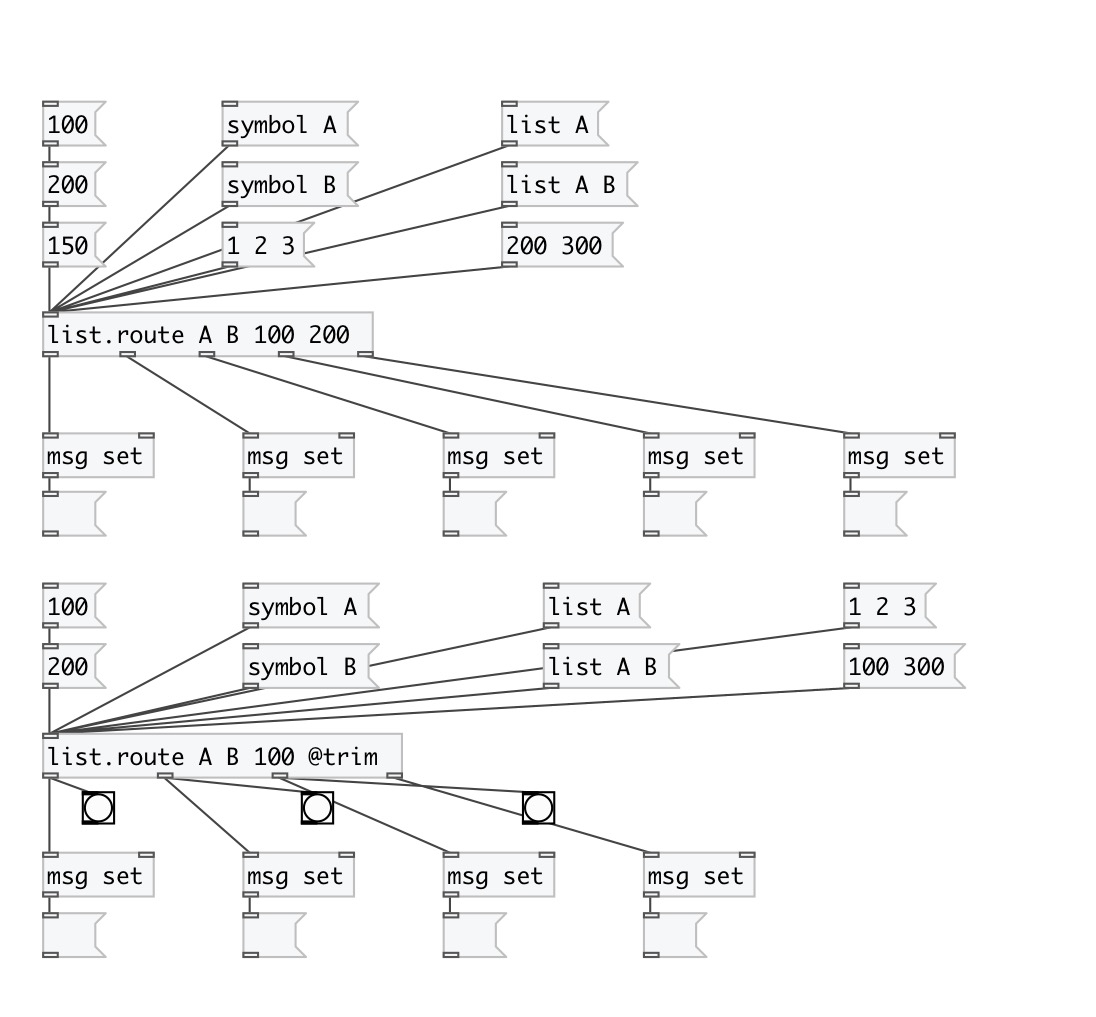 100
symbol A
list A
200
symbol B
list A B
150
1 2 3
200 300
list.route A B 100 200
msg set
msg set
msg set
msg set
msg set
100
symbol A
list A
1 2 3
200
symbol B
list A B
100 300
list.route A B 100 @trim
msg set
msg set
msg set
msg set